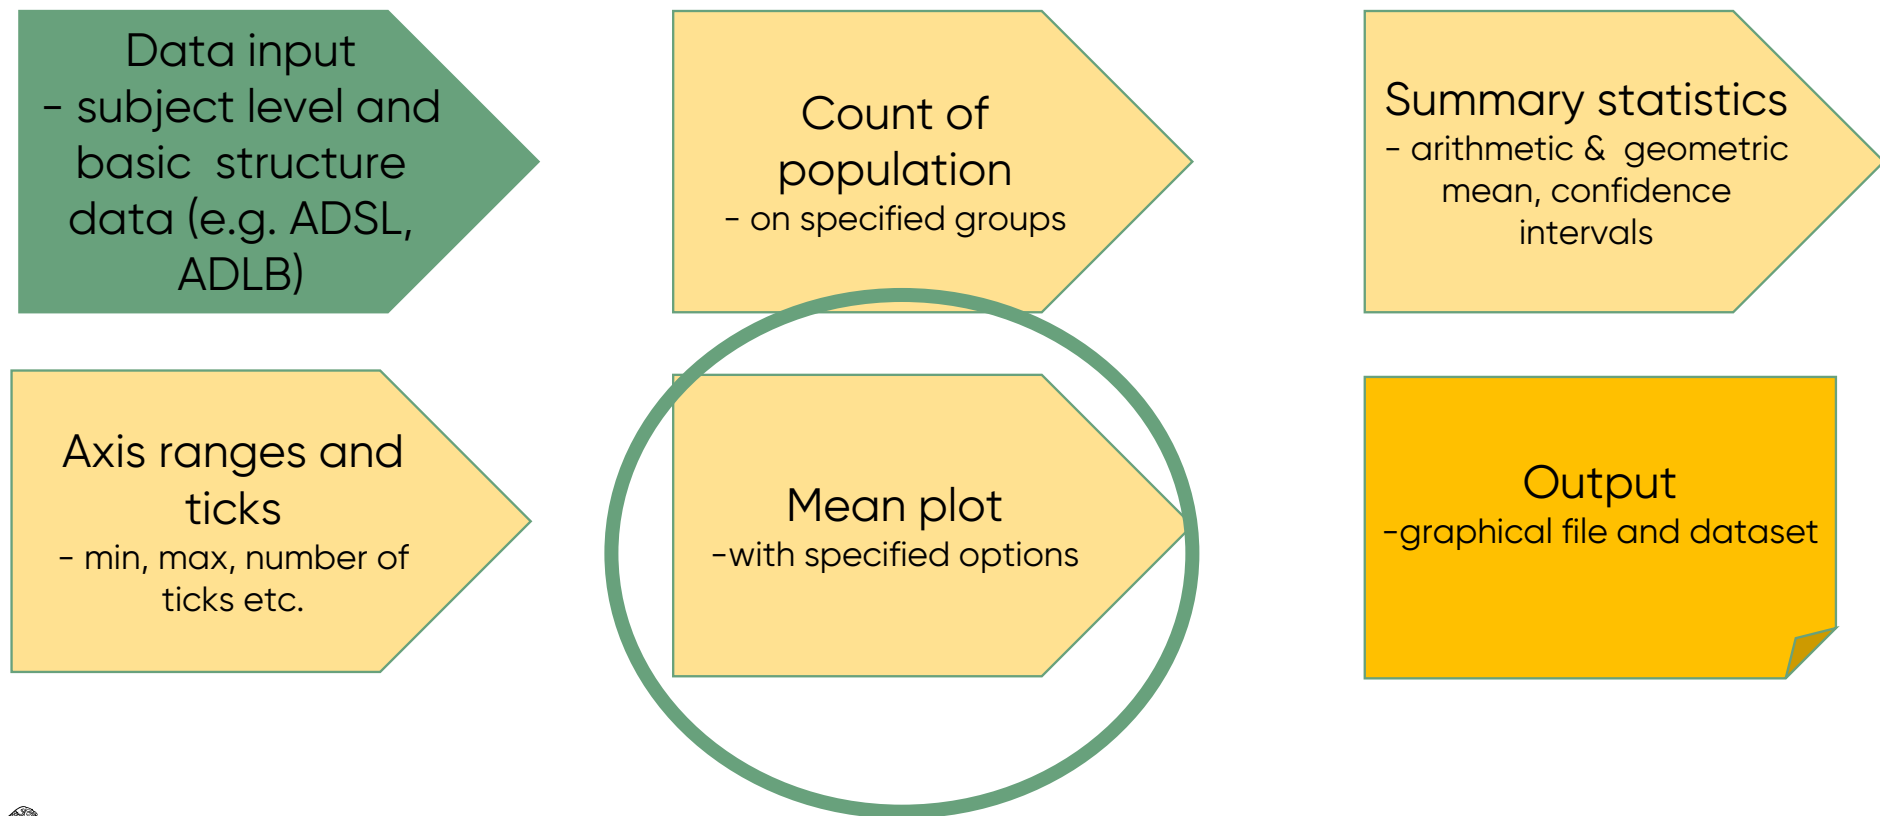 Data input
- subject level and
basic structure
data (e.g. ADSL,
ADLB)
Count of
population
- on specified groups
Summary statistics
- arithmetic & geometric
mean, confidence
intervals
Axis ranges and
ticks
- min, max, number of
ticks etc.
Mean plot
-with specified options
Output
-graphical file and dataset